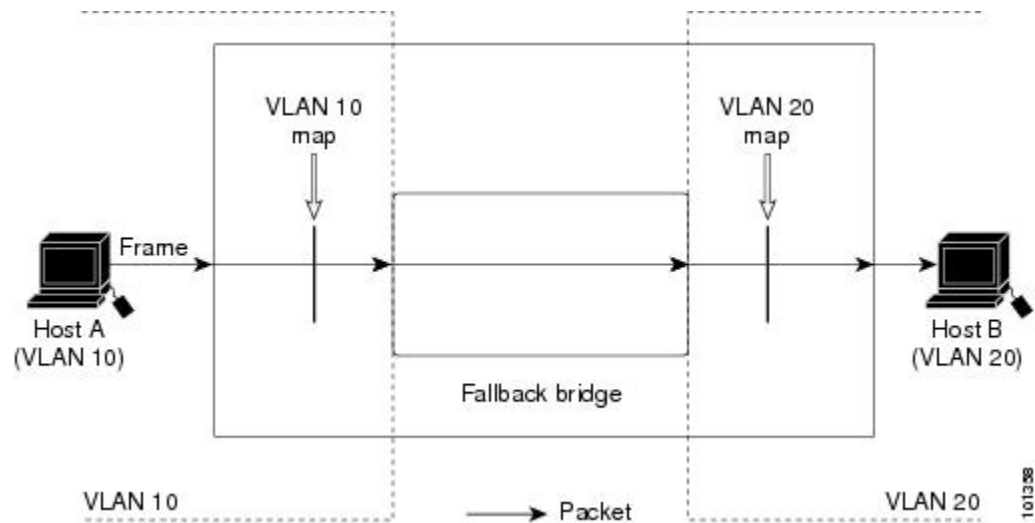 VLAN 10
map
VLAN 20
map
Frame
Host A
(VLAN 10)
Host B
(VLAN 20)
Fallback bridge
VLAN 10
Packet
VLAN 20
101358